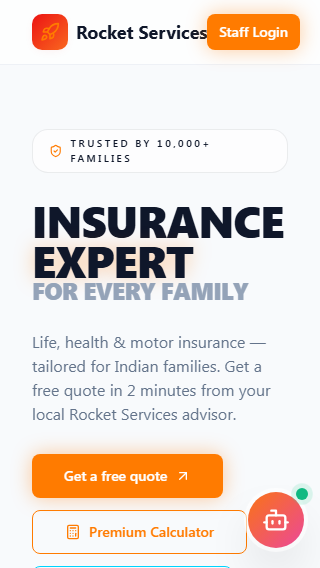 Rocket Services
Staff Login
TRUSTED BY 10,000+
FAMILIES
INSURANCE
EXPERT
FOR EVERY FAMILY
Life, health & motor insurance —
tailored for Indian families. Get a
free quote in 2 minutes from your
local Rocket Services advisor.
Get a free quote
Premium Calculator